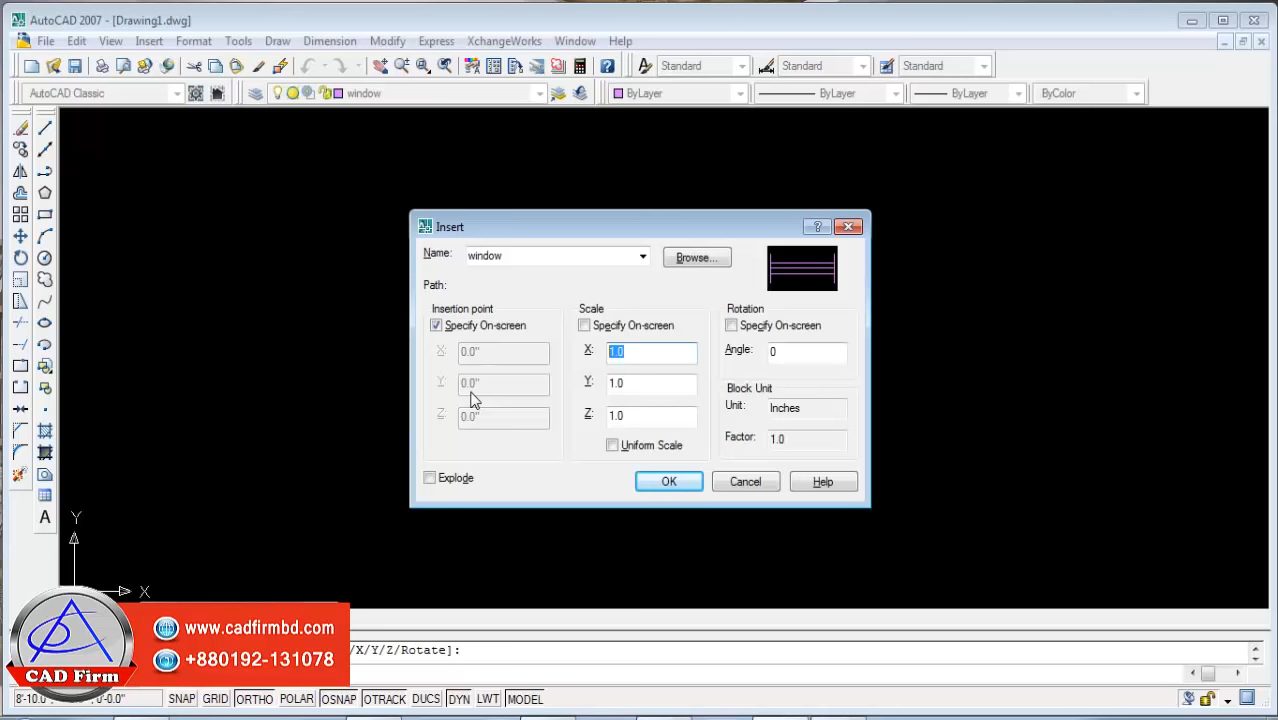 AutoCAD 2007 - [Drawing1.dwg]
File Edit View Insert Format Tools Draw Dimension Modify Express XchangeWorks Window Help
Standard Standard Standard
AutoCAD Classic window ByLayer ByLayer ByLayer ByColor
Insert
Name: window Browse...
Path:
Insertion point Scale Rotation
Specify On-screen Specify On-screen Specify On-screen
X: 0.0" X: 1.0 Angle: 0
Y: 0.0" Y: 1.0 Block Unit
Z: 0.0" Z: 1.0 Unit: Inches
Uniform Scale Factor: 1.0
Explode OK Cancel Help
A
Y
X
www.cadfirmbd.com
+880192-131078
CAD Firm
/X/Y/Z/Rotate]:
SNAP GRID ORTHO POLAR OSNAP OTRACK DUCS DYN LWT MODEL